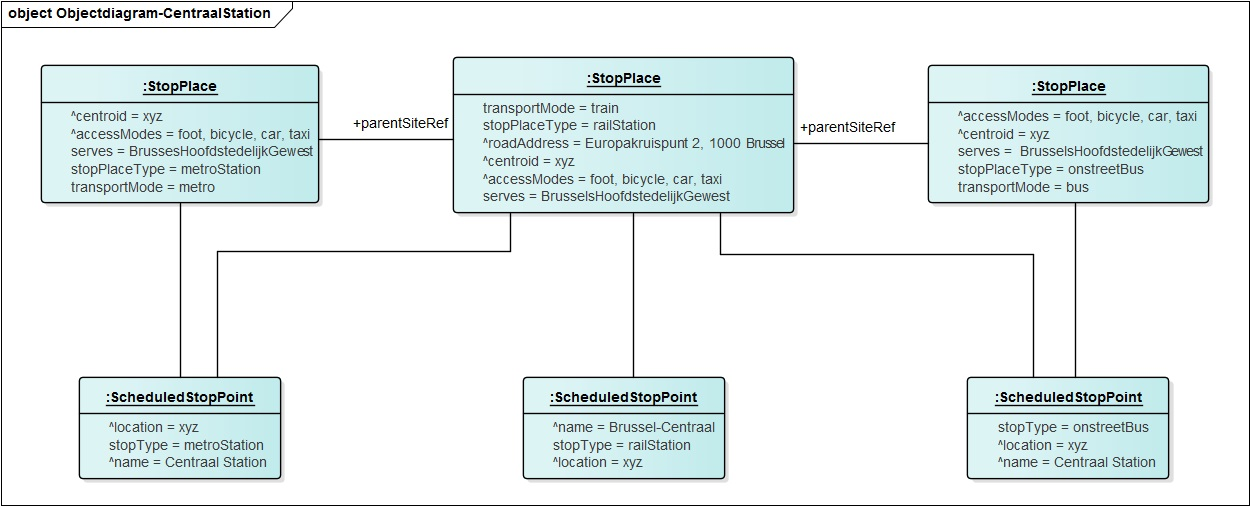 object Objectdiagram-CentraalStation
:StopPlace
^centroid = xyz
^accessModes = foot, bicycle, car, taxi
serves = BrussesHoofdstedelijkGewest
stopPlaceType = metroStation
transportMode = metro
+parentSiteRef
:StopPlace
transportMode = train
stopPlaceType = railStation
^roadAddress = Europakruispunt 2, 1000 Brussel
^centroid = xyz
^accessModes = foot, bicycle, car, taxi
serves = BrusselsHoofdstedelijkGewest
+parentSiteRef
:StopPlace
^accessModes = foot, bicycle, car, taxi
^centroid = xyz
serves = BrusselsHoofdstedelijkGewest
stopPlaceType = onstreetBus
transportMode = bus
:ScheduledStopPoint
^location = xyz
stopType = metroStation
^name = Centraal Station
:ScheduledStopPoint
^name = Brussel-Centraal
stopType = railStation
^location = xyz
:ScheduledStopPoint
stopType = onstreetBus
^location = xyz
^name = Centraal Station